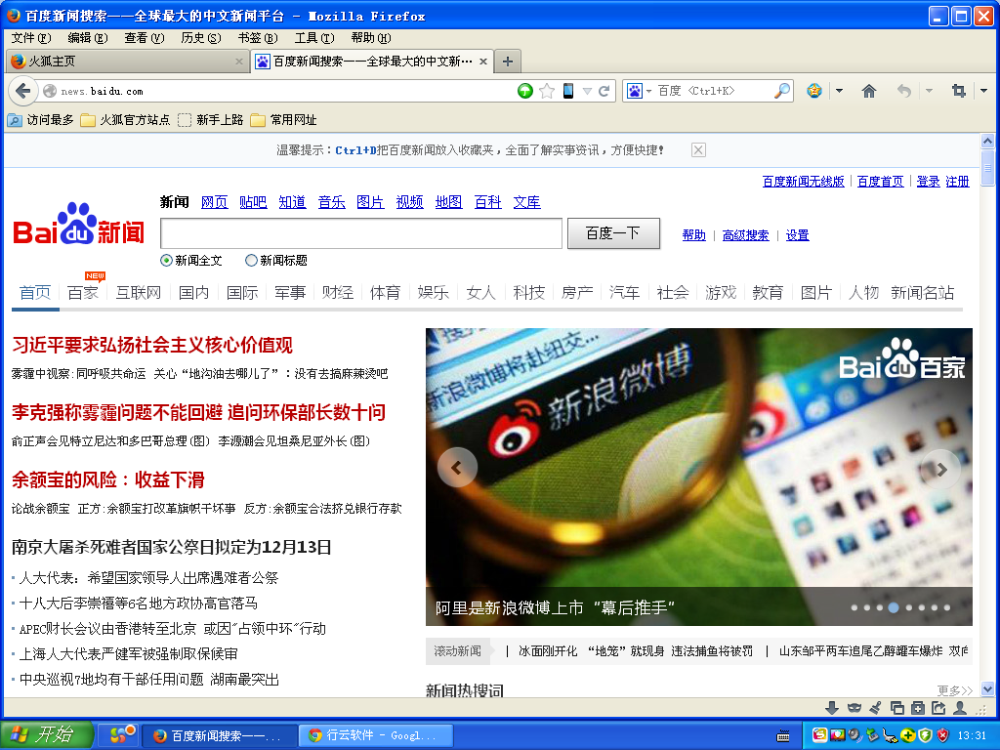 百度新闻搜索——全球最大的中文新闻平台 - Mozilla Firefox
文件(F) 编辑(E) 查看(V) 历史(S) 书签(B) 工具(T) 帮助(H)
火狐主页 百度新闻搜索——全球最大的中文新…
news.baidu.com 百度 <Ctrl+K>
访问最多 火狐官方站点 新手上路 常用网址
温馨提示：Ctrl+D把百度新闻放入收藏夹，全面了解实事资讯，方便快捷！
百度新闻无线版 | 百度首页 | 登录 注册
新闻 网页 贴吧 知道 音乐 图片 视频 地图 百科 文库
Baidu新闻
百度一下 帮助 | 高级搜索 | 设置
新闻全文 新闻标题
NEW
首页 百家 互联网 国内 国际 军事 财经 体育 娱乐 女人 科技 房产 汽车 社会 游戏 教育 图片 人物 新闻名站
习近平要求弘扬社会主义核心价值观
雾霾中视察:同呼吸共命运 关心“地沟油去哪儿了”：没有去搞麻辣烫吧
李克强称雾霾问题不能回避 追问环保部长数十问
俞正声会见特立尼达和多巴哥总理(图) 李源潮会见坦桑尼亚外长(图)
余额宝的风险：收益下滑
论战余额宝 正方:余额宝打改革旗帜干坏事 反方:余额宝合法挤兑银行存款
南京大屠杀死难者国家公祭日拟定为12月13日
人大代表：希望国家领导人出席遇难者公祭
十八大后李崇禧等6名地方政协高官落马
APEC财长会议由香港转至北京 或因"占领中环"行动
上海人大代表严健军被强制取保候审
中央巡视7地均有干部任用问题 湖南最突出
新浪微博将赴纽交…
新浪微博
Baidu百家
阿里是新浪微博上市“幕后推手”
滚动新闻 | 冰面刚开化 “地笼”就现身 违法捕鱼将被罚 | 山东邹平两车追尾乙醇罐车爆炸 双向
新闻热搜词 更多>>
开始 百度新闻搜索——... 行云软件 - Googl... 13:31